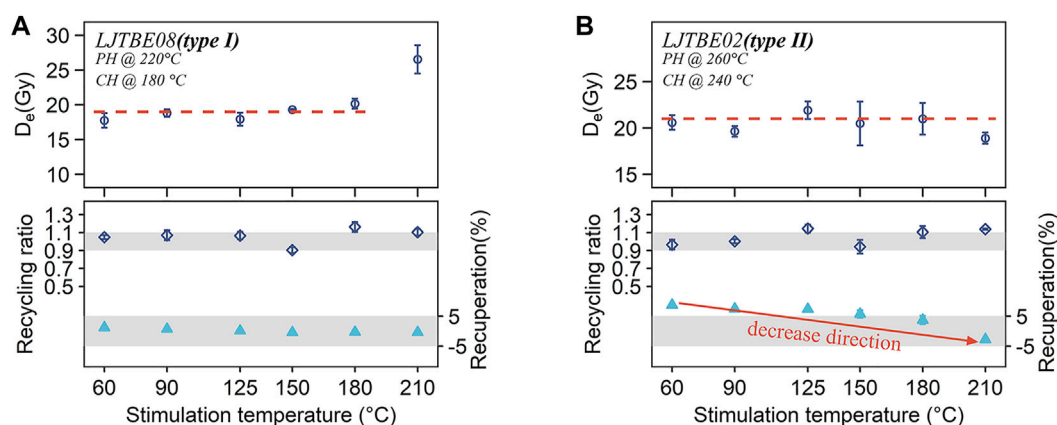 A
LJTBE08(type I)
PH @ 220°C
CH @ 180 °C
De(Gy)
30
25
20
15
10
Recycling ratio
1.3
1.1
0.9
0.7
0.5
Recuperation(%)
5
-5
60 90 125 150 180 210
Stimulation temperature (°C)
B
LJTBE02(type II)
PH @ 260°C
CH @ 240 °C
De(Gy)
25
20
15
Recycling ratio
1.3
1.1
0.9
0.7
0.5
decrease direction
Recuperation(%)
5
-5
60 90 125 150 180 210
Stimulation temperature (°C)